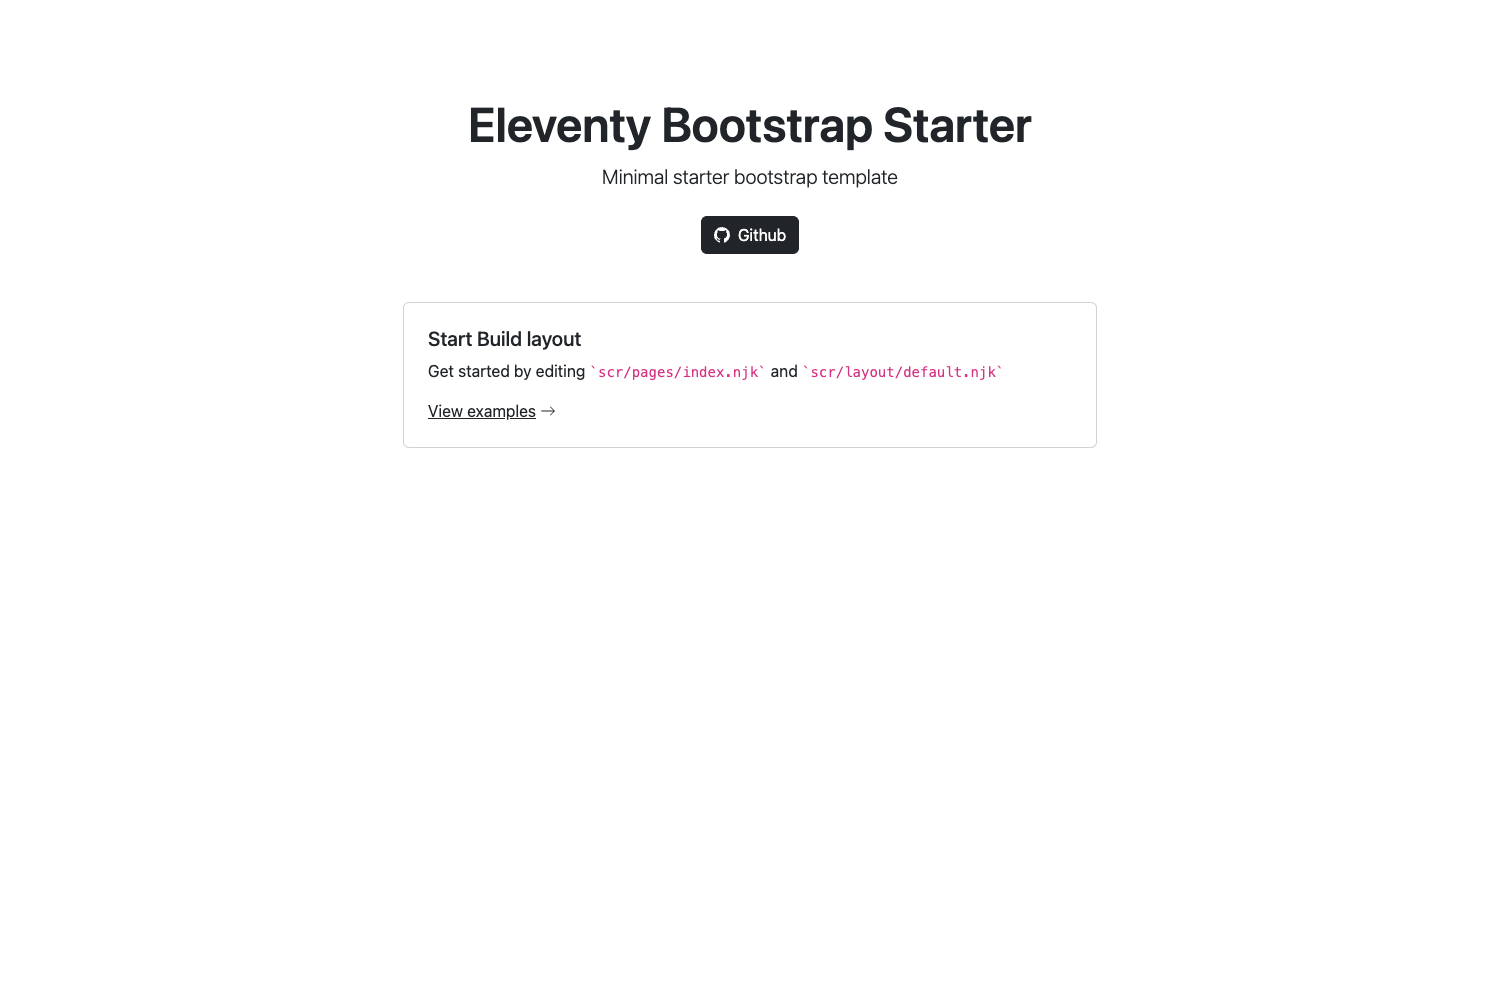 Eleventy Bootstrap Starter
Minimal starter bootstrap template
Github
Start Build layout
Get started by editing `scr/pages/index.njk` and `scr/layout/default.njk`
View examples →